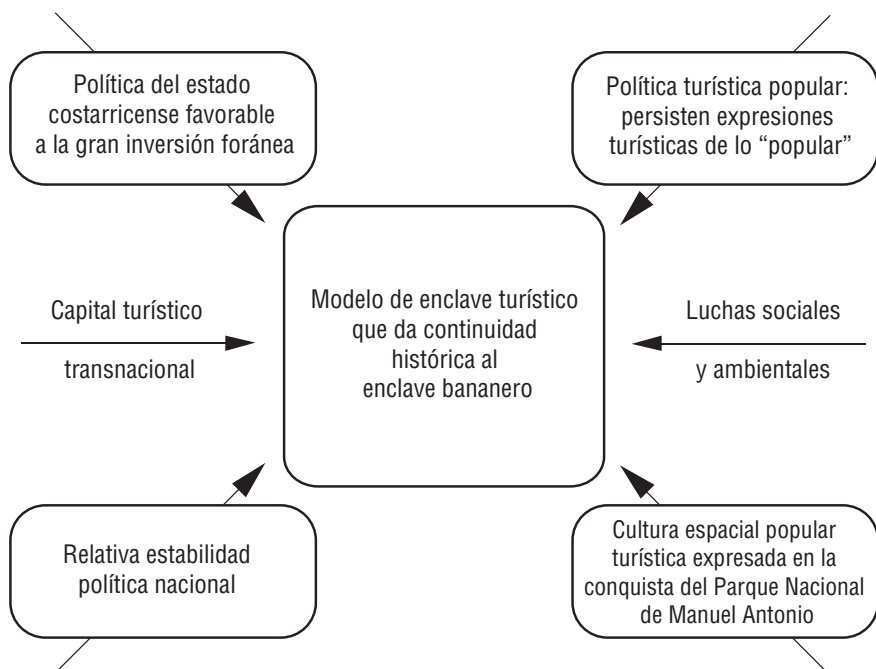 Política del estado
costarricense favorable
a la gran inversión foránea
Política turística popular:
persisten expresiones
turísticas de lo “popular”
Capital turístico
transnacional
Modelo de enclave turístico
que da continuidad
histórica al
enclave bananero
Luchas sociales
y ambientales
Relativa estabilidad
política nacional
Cultura espacial popular
turística expresada en la
conquista del Parque Nacional
de Manuel Antonio